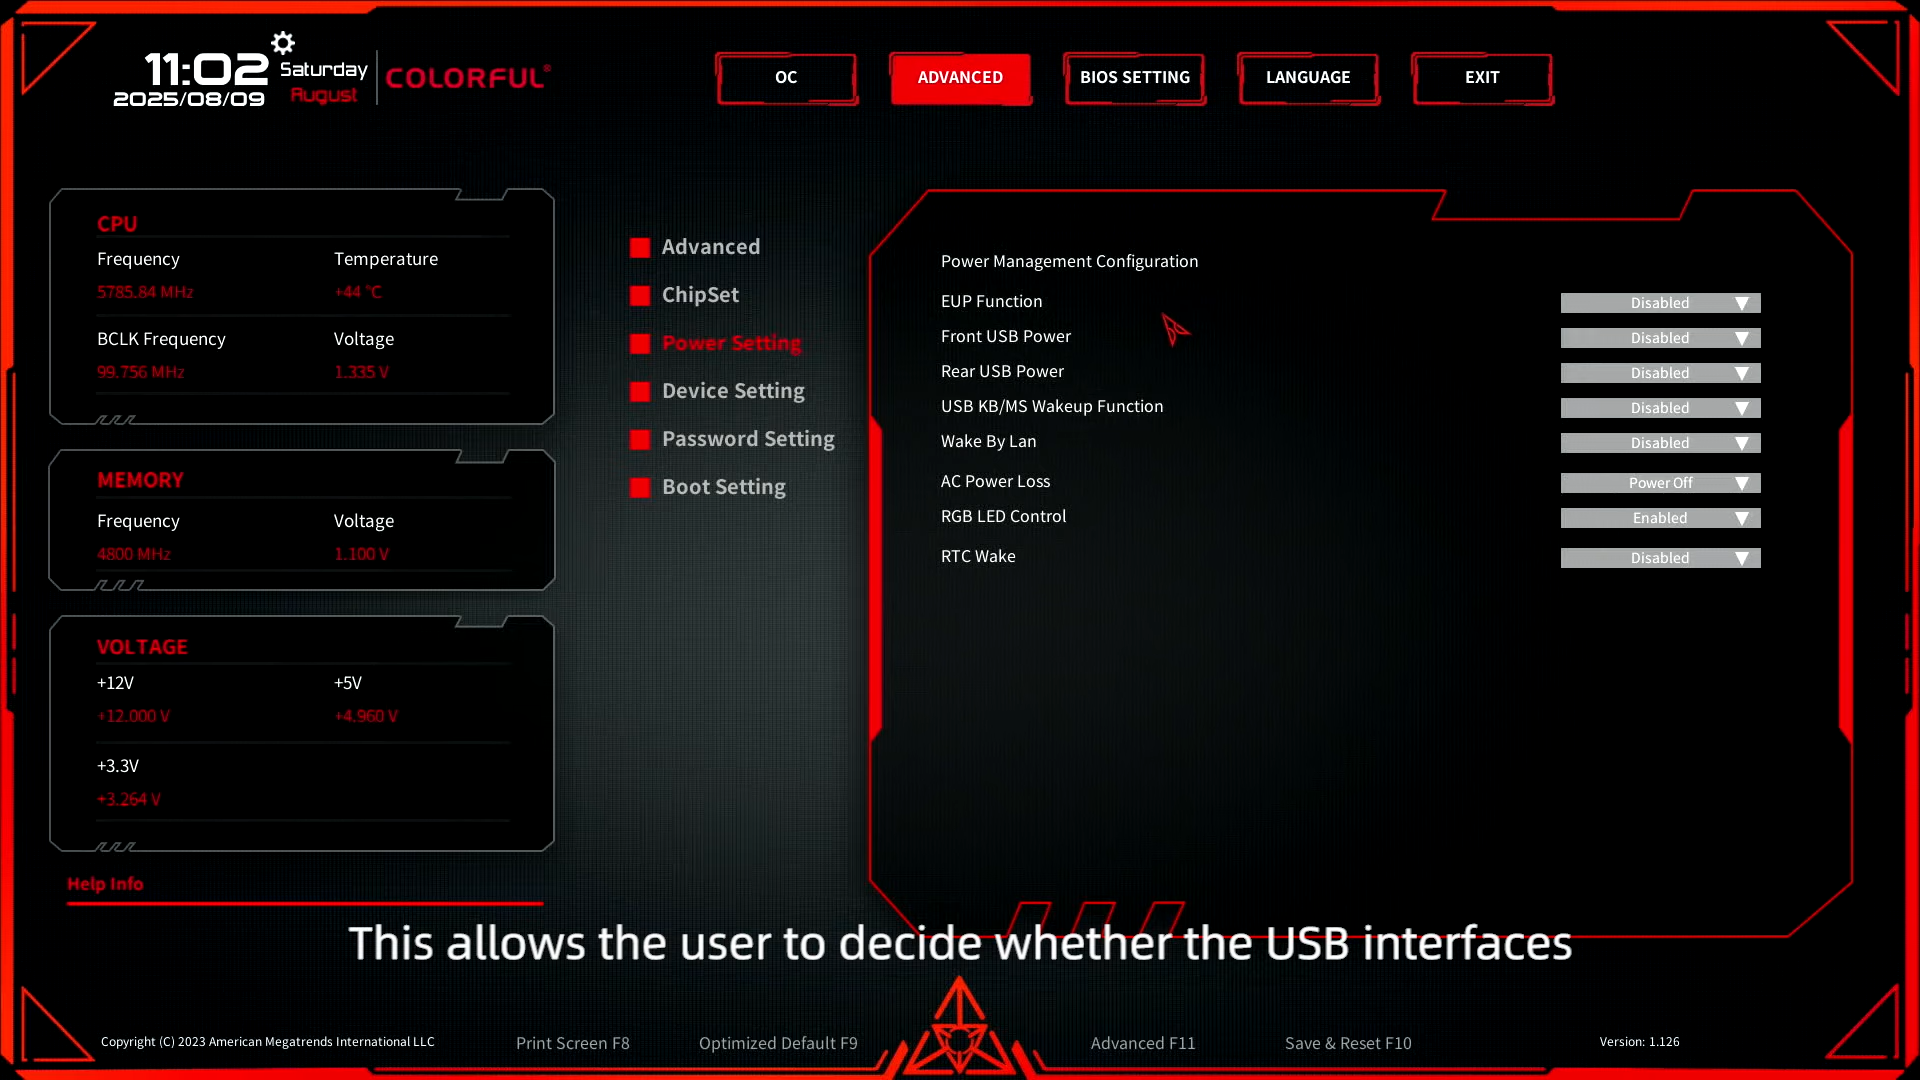 11:02
Saturday
2025/08/09
August
COLORFUL®
OC
ADVANCED
BIOS SETTING
LANGUAGE
EXIT
CPU
Frequency
Temperature
5785.84 MHz
+44 °C
BCLK Frequency
Voltage
99.756 MHz
1.335 V
MEMORY
Frequency
Voltage
4800 MHz
1.100 V
VOLTAGE
+12V
+5V
+12.000 V
+4.960 V
+3.3V
+3.264 V
Help Info
Advanced
ChipSet
Power Setting
Device Setting
Password Setting
Boot Setting
Power Management Configuration
EUP Function
Disabled
Front USB Power
Disabled
Rear USB Power
Disabled
USB KB/MS Wakeup Function
Disabled
Wake By Lan
Disabled
AC Power Loss
Power Off
RGB LED Control
Enabled
RTC Wake
Disabled
This allows the user to decide whether the USB interfaces
Copyright (C) 2023 American Megatrends International LLC
Print Screen F8
Optimized Default F9
Advanced F11
Save & Reset F10
Version: 1.126